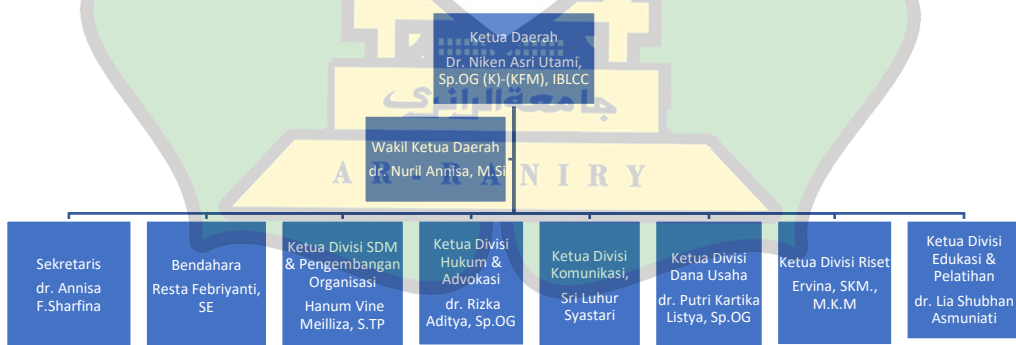 Ketua Daerah
Dr. Niken Asri Utami,
Sp.OG (K)-(KFM), IBLCC
جامعة الرانري
Wakil Ketua Daerah
dr. Nuril Annisa, M.Si
AR-RANIRY
Sekretaris
dr. Annisa
F.Sharfina
Bendahara
Resta Febriyanti,
SE
Ketua Divisi SDM
& Pengembangan
Organisasi
Hanum Vine
Meilliza, S.TP
Ketua Divisi
Hukum &
Advokasi
dr. Rizka
Aditya, Sp.OG
Ketua Divisi
Komunikasi,
Sri Luhur
Syastari
Ketua Divisi
Dana Usaha
dr. Putri Kartika
Listya, Sp.OG
Ketua Divisi Riset
Ervina, SKM.,
M.K.M
Ketua Divisi
Edukasi &
Pelatihan
dr. Lia Shubhan
Asmuniati